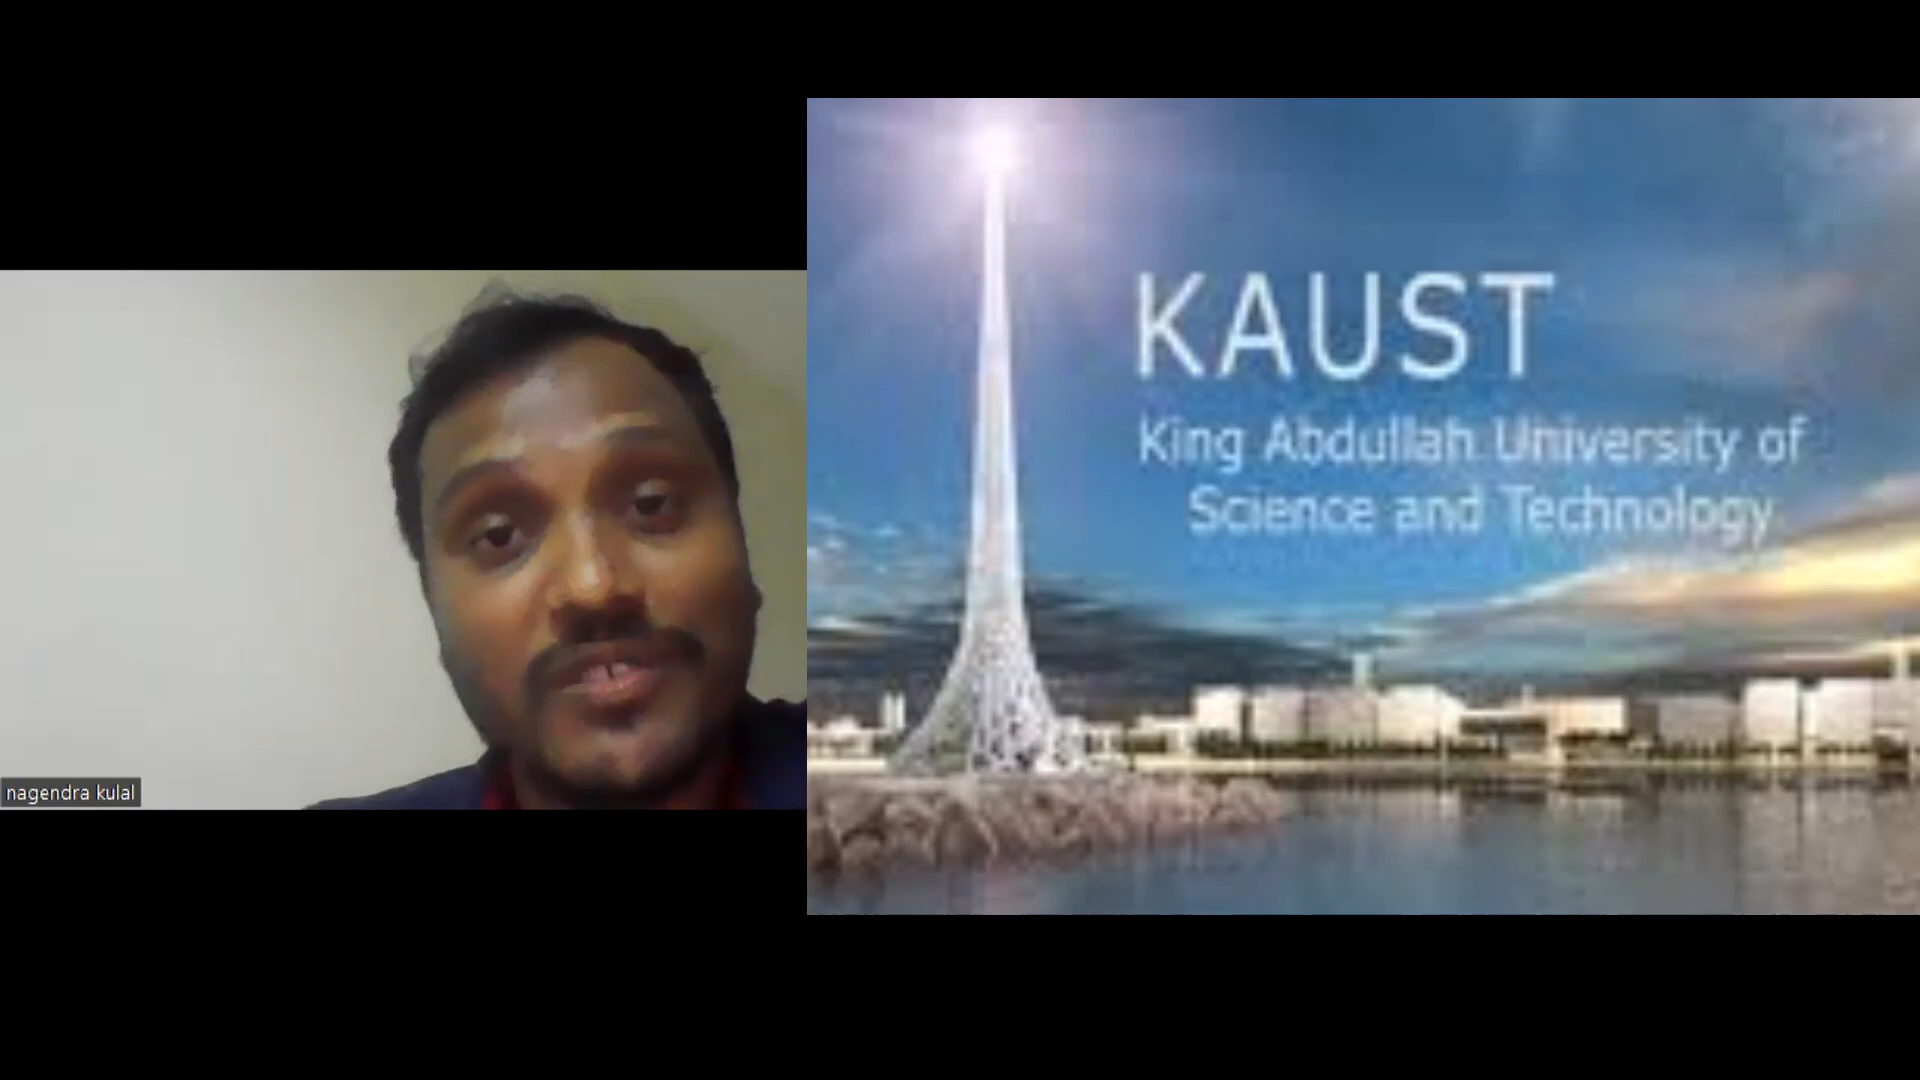 nagendra kulal
KAUST
King Abdullah University of
Science and Technology